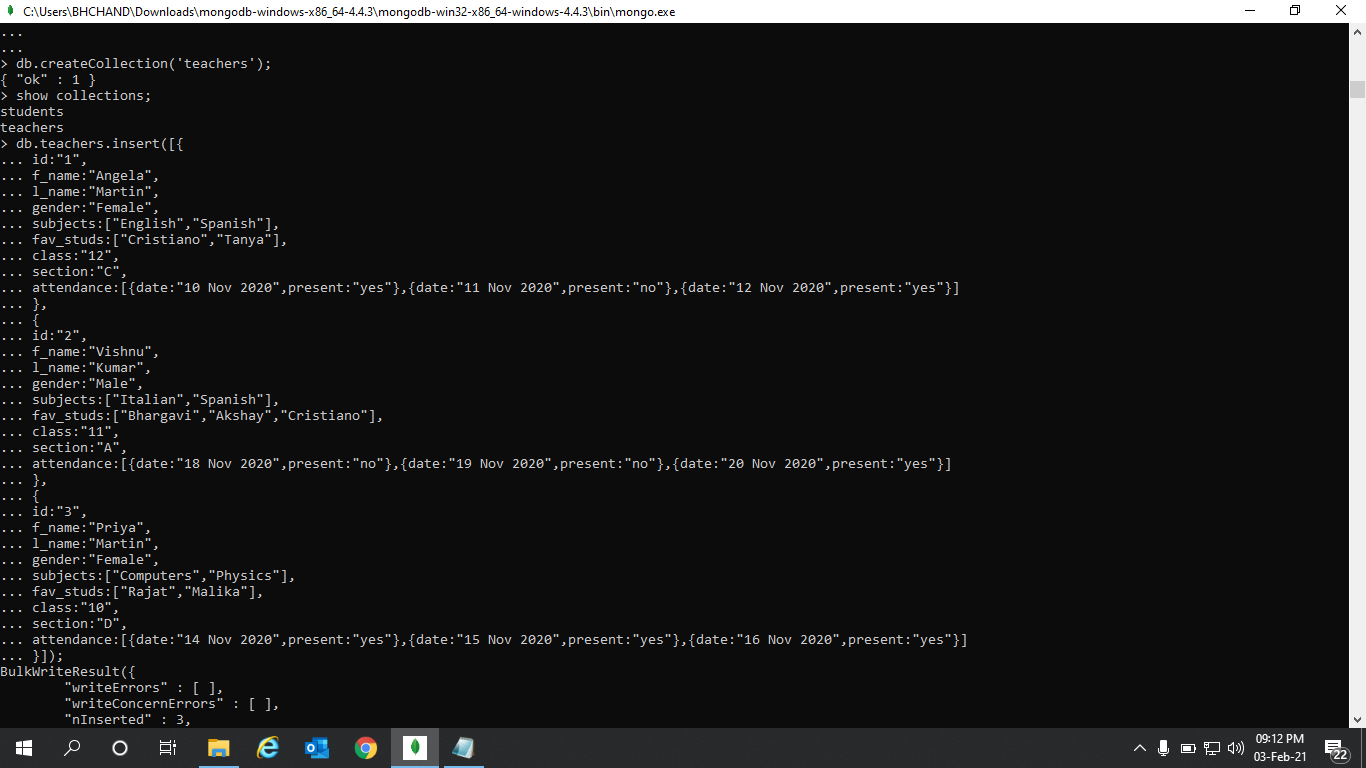 C:\Users\BHCHAND\Downloads\mongodb-windows-x86_64-4.4.3\mongodb-win32-x86_64-windows-4.4.3\bin\mongo.exe
...
...
> db.createCollection('teachers');
{ "ok" : 1 }
> show collections;
students
teachers
> db.teachers.insert([{
... id:"1",
... f_name:"Angela",
... l_name:"Martin",
... gender:"Female",
... subjects:["English","Spanish"],
... fav_studs:["Cristiano","Tanya"],
... class:"12",
... section:"C",
... attendance:[{date:"10 Nov 2020",present:"yes"},{date:"11 Nov 2020",present:"no"},{date:"12 Nov 2020",present:"yes"}]
... },
... {
... id:"2",
... f_name:"Vishnu",
... l_name:"Kumar",
... gender:"Male",
... subjects:["Italian","Spanish"],
... fav_studs:["Bhargavi","Akshay","Cristiano"],
... class:"11",
... section:"A",
... attendance:[{date:"18 Nov 2020",present:"no"},{date:"19 Nov 2020",present:"no"},{date:"20 Nov 2020",present:"yes"}]
... },
... {
... id:"3",
... f_name:"Priya",
... l_name:"Martin",
... gender:"Female",
... subjects:["Computers","Physics"],
... fav_studs:["Rajat","Malika"],
... class:"10",
... section:"D",
... attendance:[{date:"14 Nov 2020",present:"yes"},{date:"15 Nov 2020",present:"yes"},{date:"16 Nov 2020",present:"yes"}]
... }]);
BulkWriteResult({
        "writeErrors" : [ ],
        "writeConcernErrors" : [ ],
        "nInserted" : 3,
09:12 PM
03-Feb-21
22